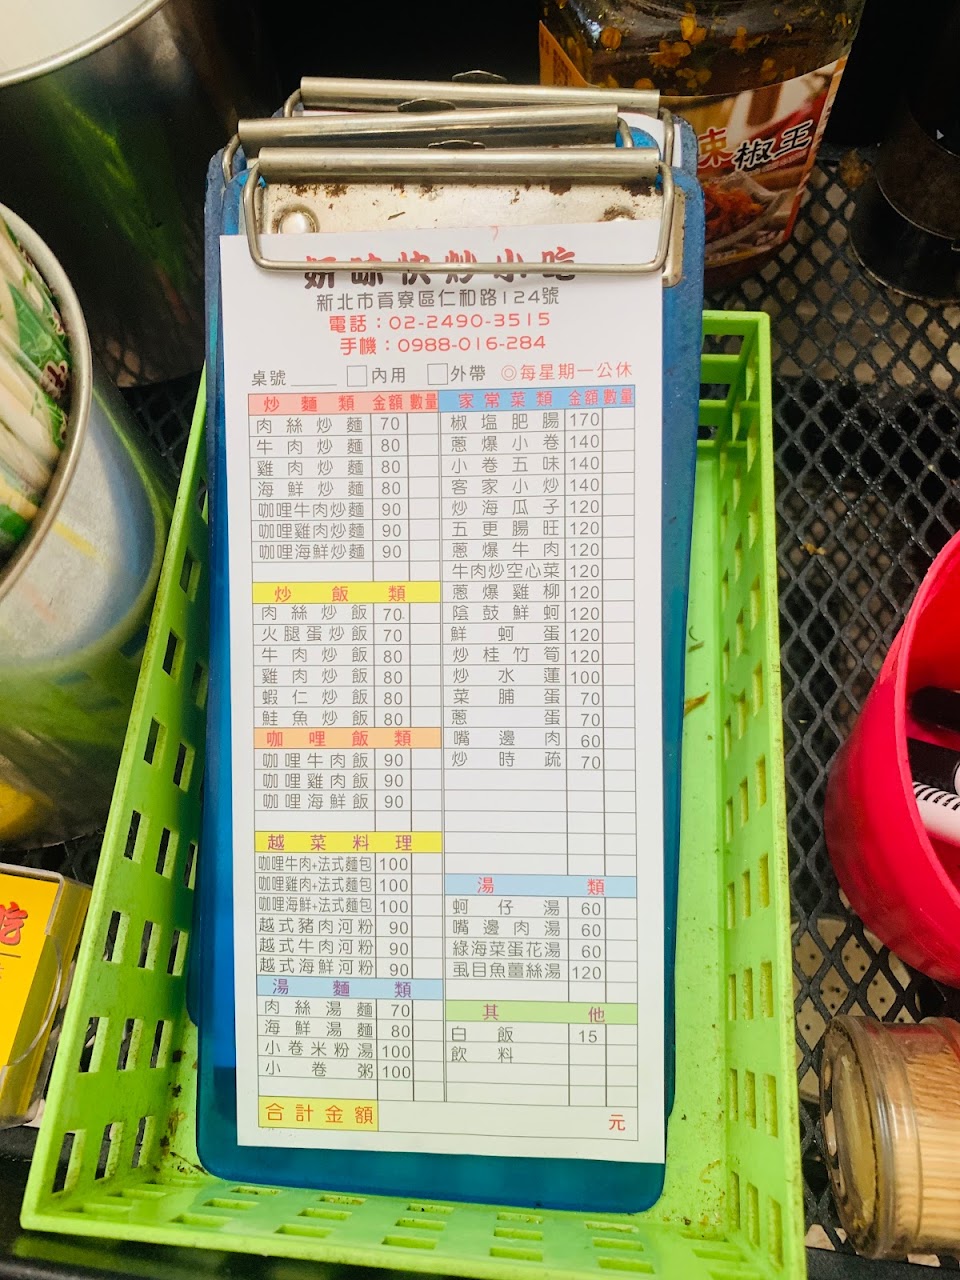 辣椒王
妍味快炒小吃
新北市貢寮區仁和路124號
電話：02-2490-3515
手機：0988-016-284
桌號____ □內用 □外帶 ◎每星期一公休
炒麵類 金額 數量
肉絲炒麵 70
牛肉炒麵 80
雞肉炒麵 80
海鮮炒麵 80
咖哩牛肉炒麵 90
咖哩雞肉炒麵 90
咖哩海鮮炒麵 90
炒飯類
肉絲炒飯 70
火腿蛋炒飯 70
牛肉炒飯 80
雞肉炒飯 80
蝦仁炒飯 80
鮭魚炒飯 80
咖哩飯類
咖哩牛肉飯 90
咖哩雞肉飯 90
咖哩海鮮飯 90
越菜料理
咖哩牛肉+法式麵包 100
咖哩雞肉+法式麵包 100
咖哩海鮮+法式麵包 100
越式豬肉河粉 90
越式牛肉河粉 90
越式海鮮河粉 90
湯麵類
肉絲湯麵 70
海鮮湯麵 80
小卷米粉湯 100
小卷粥 100
家常菜類 金額 數量
椒塩肥腸 170
蔥爆小卷 140
小卷五味 140
客家小炒 140
炒海瓜子 120
五更腸旺 120
蔥爆牛肉 120
牛肉炒空心菜 120
蔥爆雞柳 120
陰鼓鮮蚵 120
鮮蚵蛋 120
炒桂竹筍 120
炒水蓮 100
菜脯蛋 70
蔥蛋 70
嘴邊肉 60
炒時疏 70
湯類
蚵仔湯 60
嘴邊肉湯 60
綠海菜蛋花湯 60
虱目魚薑絲湯 120
其他
白飯 15
飲料
合計金額 元
吃